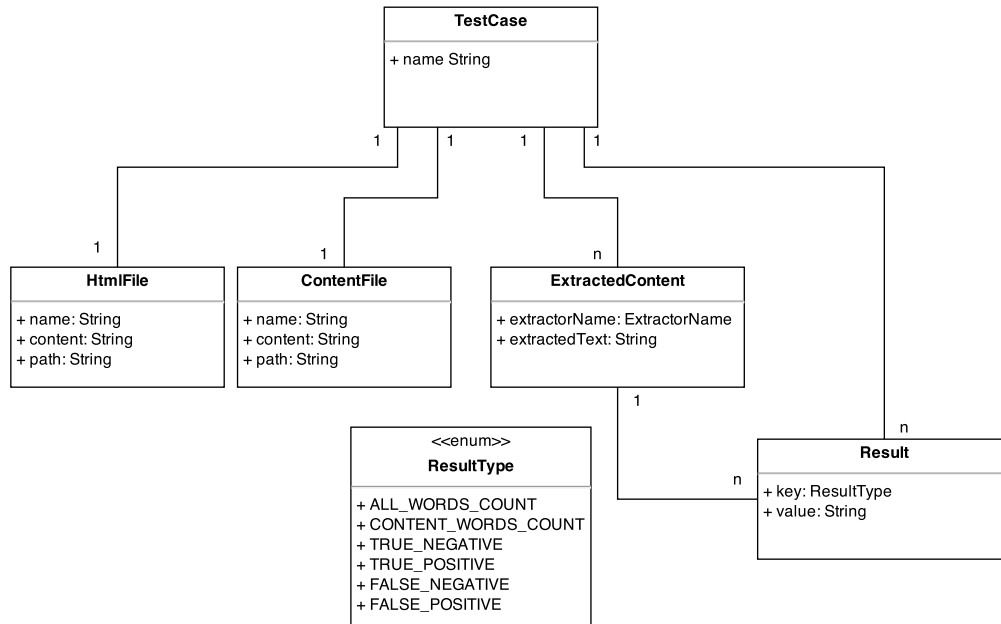 TestCase
+ name String
1
1
1
1
1
1
n
HtmlFile
+ name: String
+ content: String
+ path: String
ContentFile
+ name: String
+ content: String
+ path: String
ExtractedContent
+ extractorName: ExtractorName
+ extractedText: String
1
n
n
<<enum>>
ResultType
+ ALL_WORDS_COUNT
+ CONTENT_WORDS_COUNT
+ TRUE_NEGATIVE
+ TRUE_POSITIVE
+ FALSE_NEGATIVE
+ FALSE_POSITIVE
Result
+ key: ResultType
+ value: String